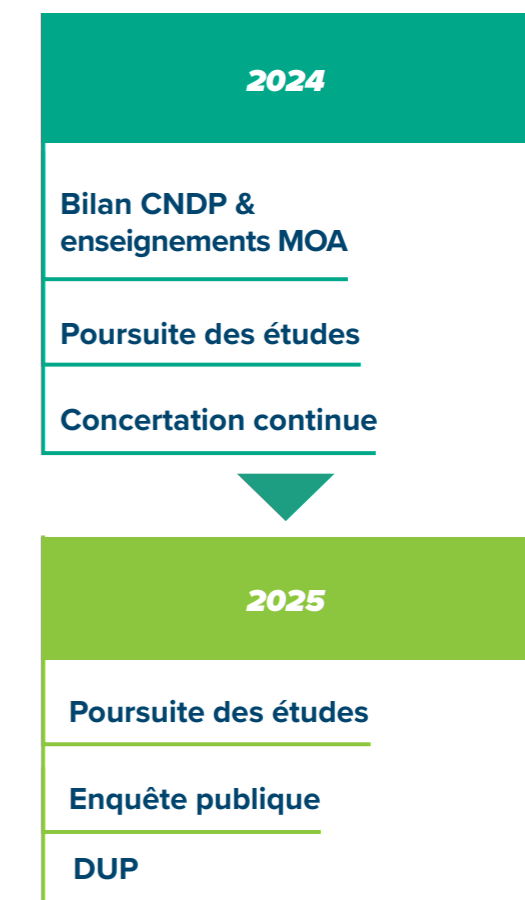 2024
Bilan CNDP &
enseignements MOA
Poursuite des études
Concertation continue
2025
Poursuite des études
Enquête publique
DUP